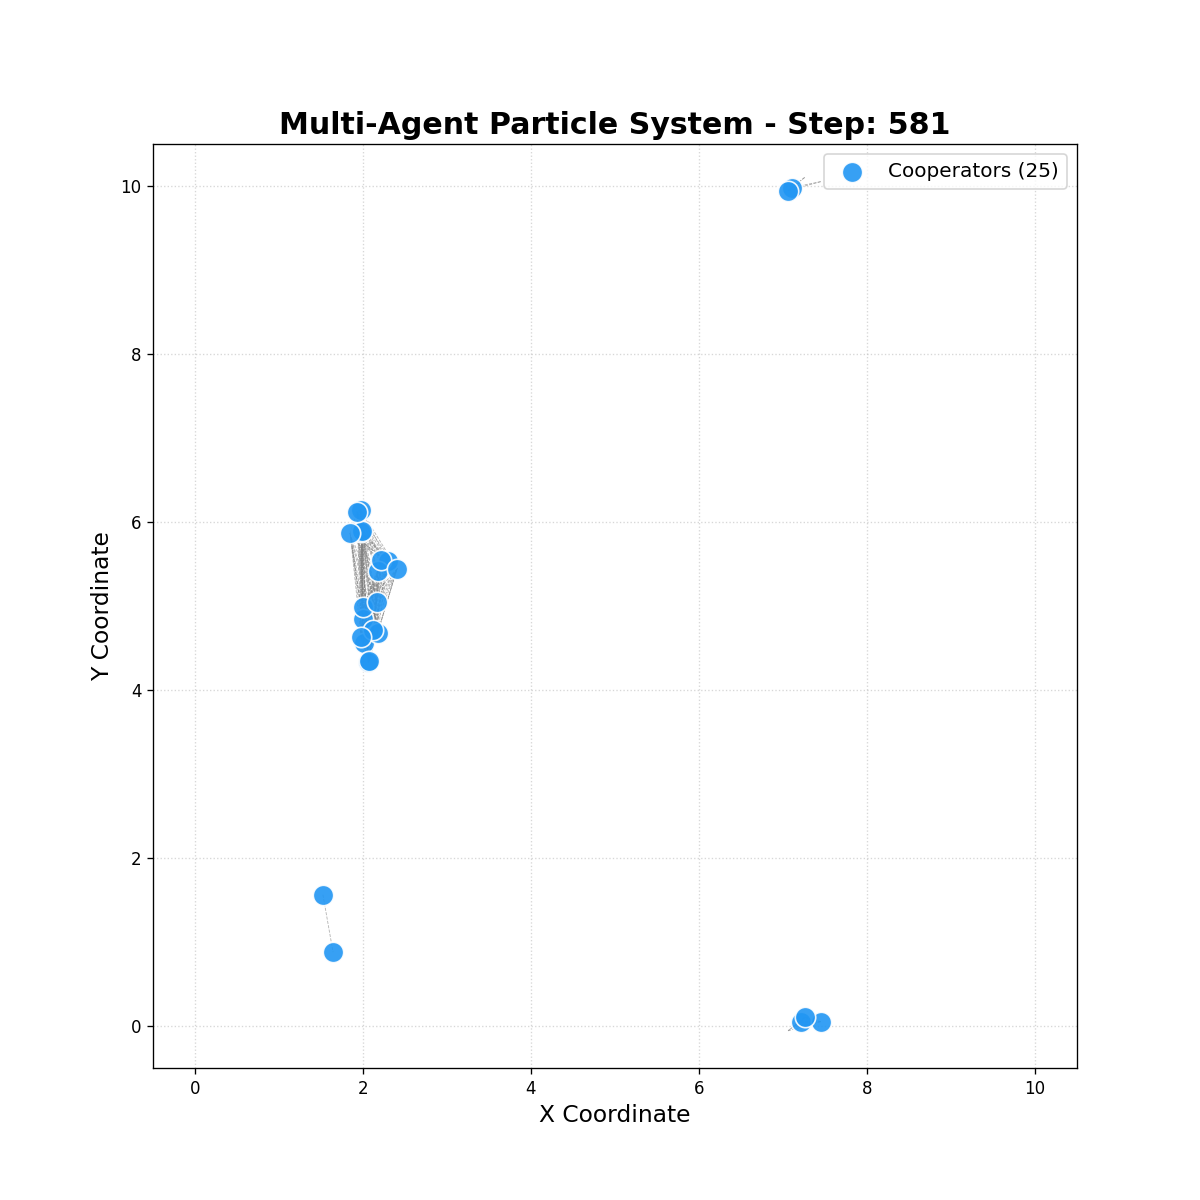 Multi-Agent Particle System - Step: 581
Cooperators (25)
10
8
6
4
2
0
Y Coordinate
0 2 4 6 8 10
X Coordinate